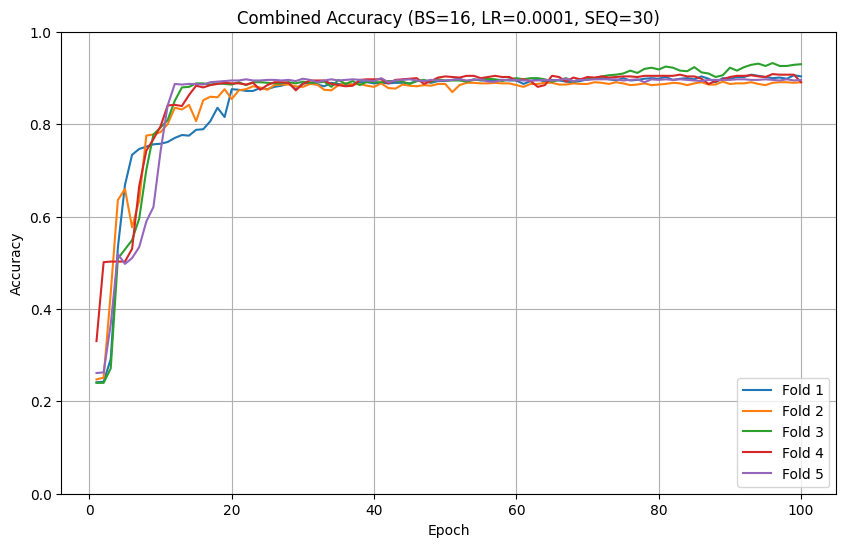 Combined Accuracy (BS=16, LR=0.0001, SEQ=30)
1.0
0.8
0.6
0.4
0.2
0.0
Accuracy
0 20 40 60 80 100
Epoch
Fold 1
Fold 2
Fold 3
Fold 4
Fold 5